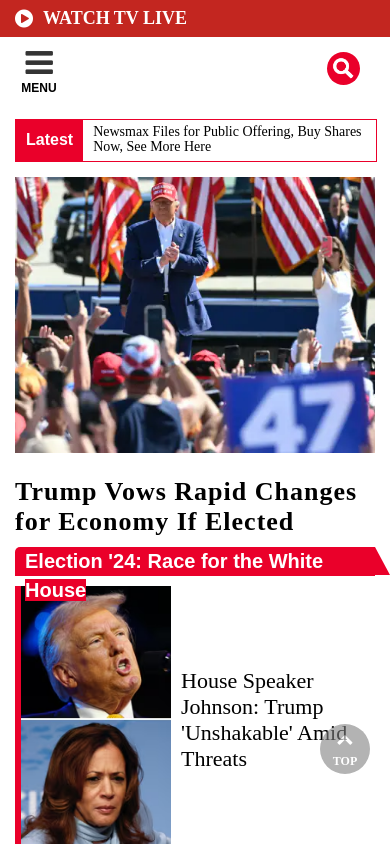 WATCH TV LIVE
MENU
Latest
Newsmax Files for Public Offering, Buy Shares
Now, See More Here
47
Trump Vows Rapid Changes
for Economy If Elected
Election '24: Race for the White
House
House Speaker
Johnson: Trump
'Unshakable' Amid
Threats
TOP